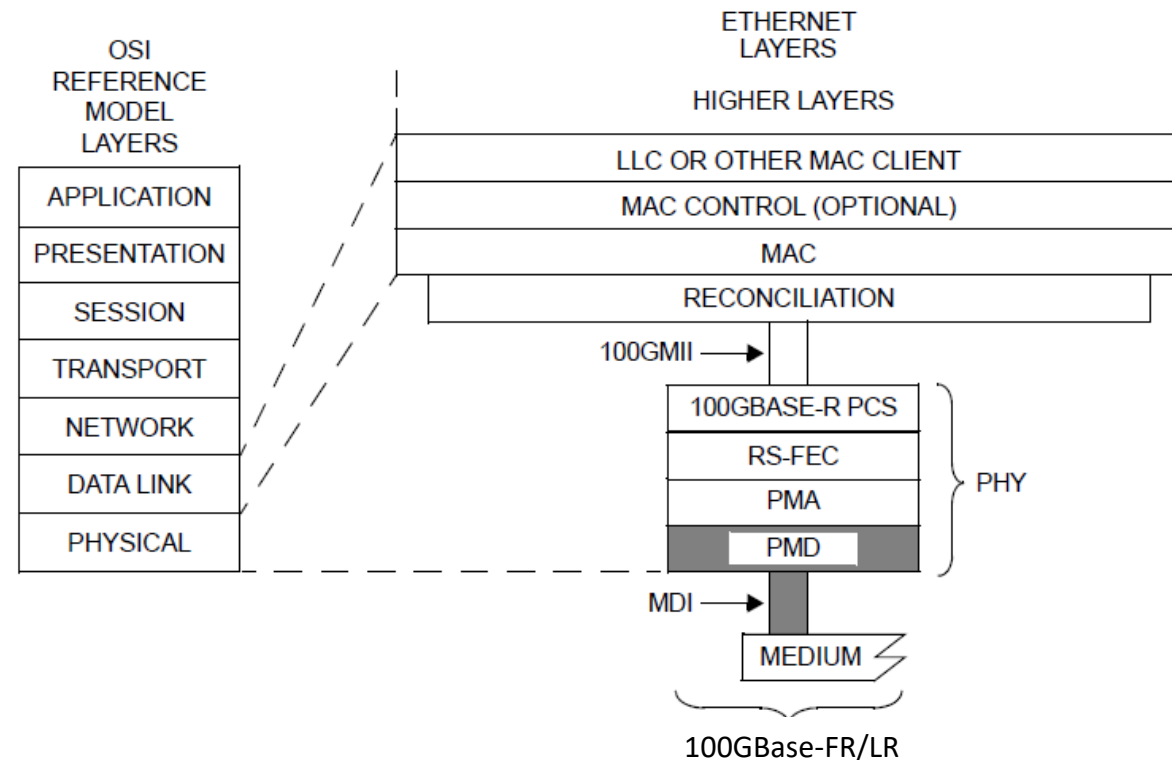 OSI
REFERENCE
MODEL
LAYERS
APPLICATION
PRESENTATION
SESSION
TRANSPORT
NETWORK
DATA LINK
PHYSICAL
ETHERNET
LAYERS
HIGHER LAYERS
LLC OR OTHER MAC CLIENT
MAC CONTROL (OPTIONAL)
MAC
RECONCILIATION
100GMII
100GBASE-R PCS
RS-FEC
PMA
PMD
PHY
MDI
MEDIUM
100GBase-FR/LR